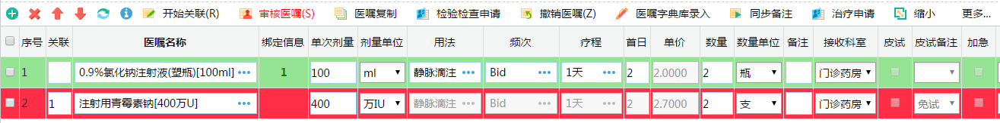 开始关联(R) 审核医嘱(S) 医嘱复制 检验检查申请 撤销医嘱(Z) 医嘱字典库录入 同步备注 治疗申请 缩小 更多...
序号 关联 医嘱名称 绑定信息 单次剂量 剂量单位 用法 频次 疗程 首日 单价 数量 数量单位 备注 接收科室 皮试 皮试备注 加急
1 0.9%氯化钠注射液(塑瓶)[100ml] ••• 1 100 ml 静脉滴注 ••• Bid ••• 1天 ••• 2 2.0000 2 瓶 门诊药房
2 1 注射用青霉素钠[400万U] ••• 400 万IU 静脉滴注 ••• Bid ••• 1天 ••• 2 2.7000 2 支 门诊药房 免试